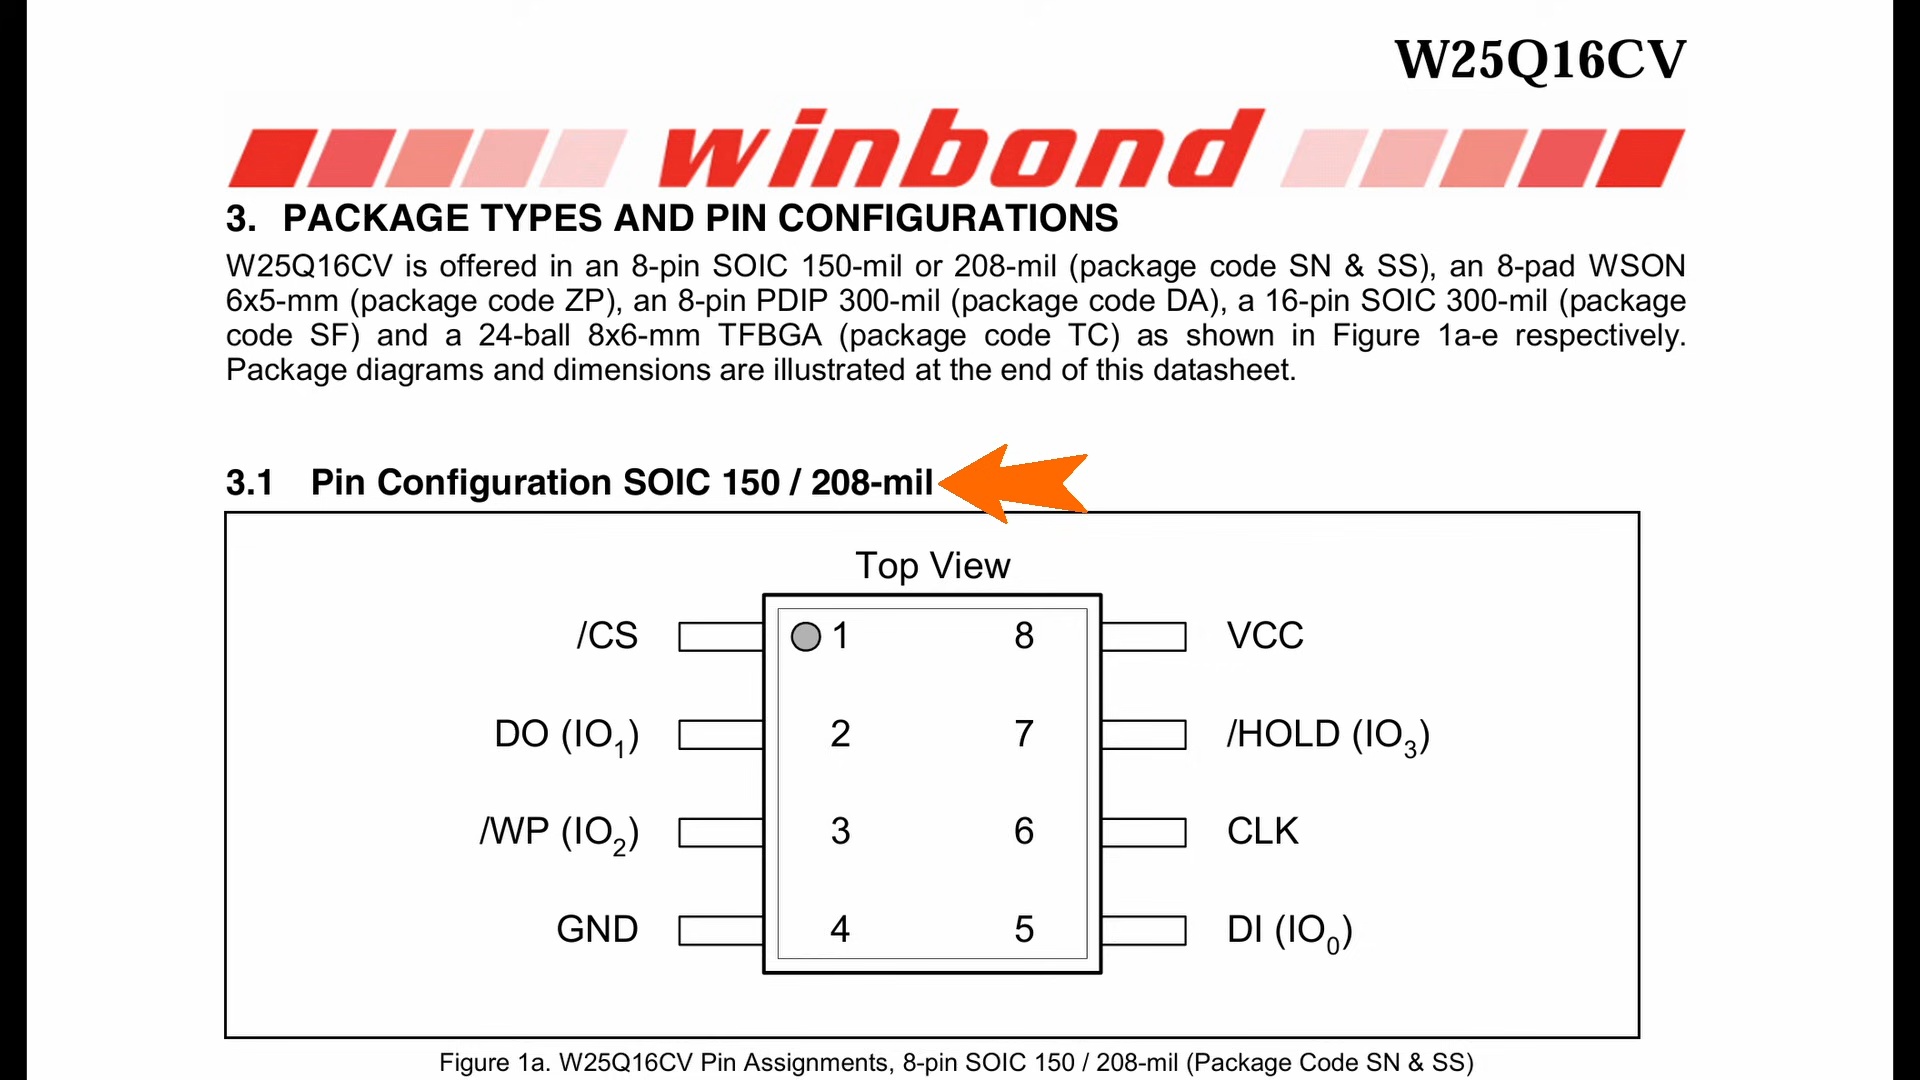 W25Q16CV
winbond
3. PACKAGE TYPES AND PIN CONFIGURATIONS
W25Q16CV is offered in an 8-pin SOIC 150-mil or 208-mil (package code SN & SS), an 8-pad WSON
6x5-mm (package code ZP), an 8-pin PDIP 300-mil (package code DA), a 16-pin SOIC 300-mil (package
code SF) and a 24-ball 8x6-mm TFBGA (package code TC) as shown in Figure 1a-e respectively.
Package diagrams and dimensions are illustrated at the end of this datasheet.
3.1 Pin Configuration SOIC 150 / 208-mil
Top View
/CS 1 8 VCC
DO (IO₁) 2 7 /HOLD (IO₃)
/WP (IO₂) 3 6 CLK
GND 4 5 DI (IO₀)
Figure 1a. W25Q16CV Pin Assignments, 8-pin SOIC 150 / 208-mil (Package Code SN & SS)